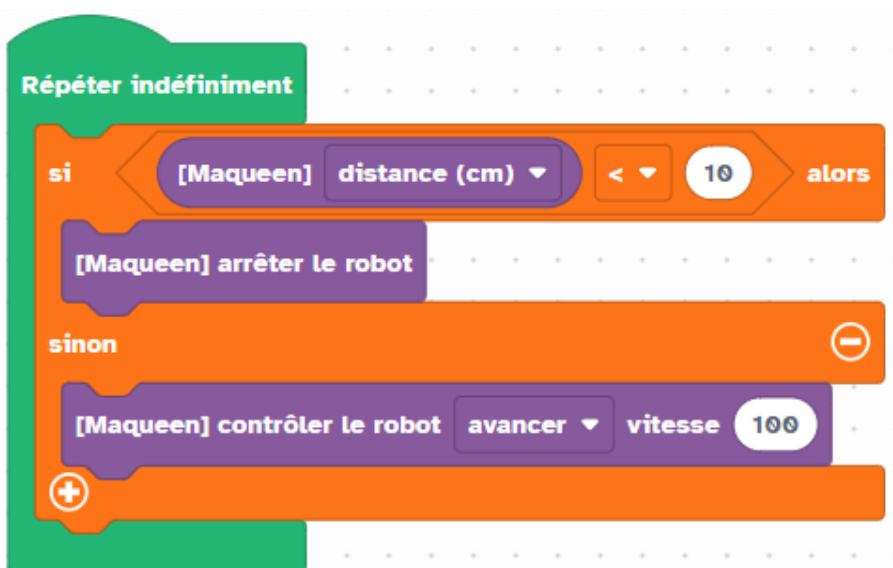 Répéter indéfiniment
si [Maqueen] distance (cm) < 10 alors
[Maqueen] arrêter le robot
sinon
[Maqueen] contrôler le robot avancer vitesse 100